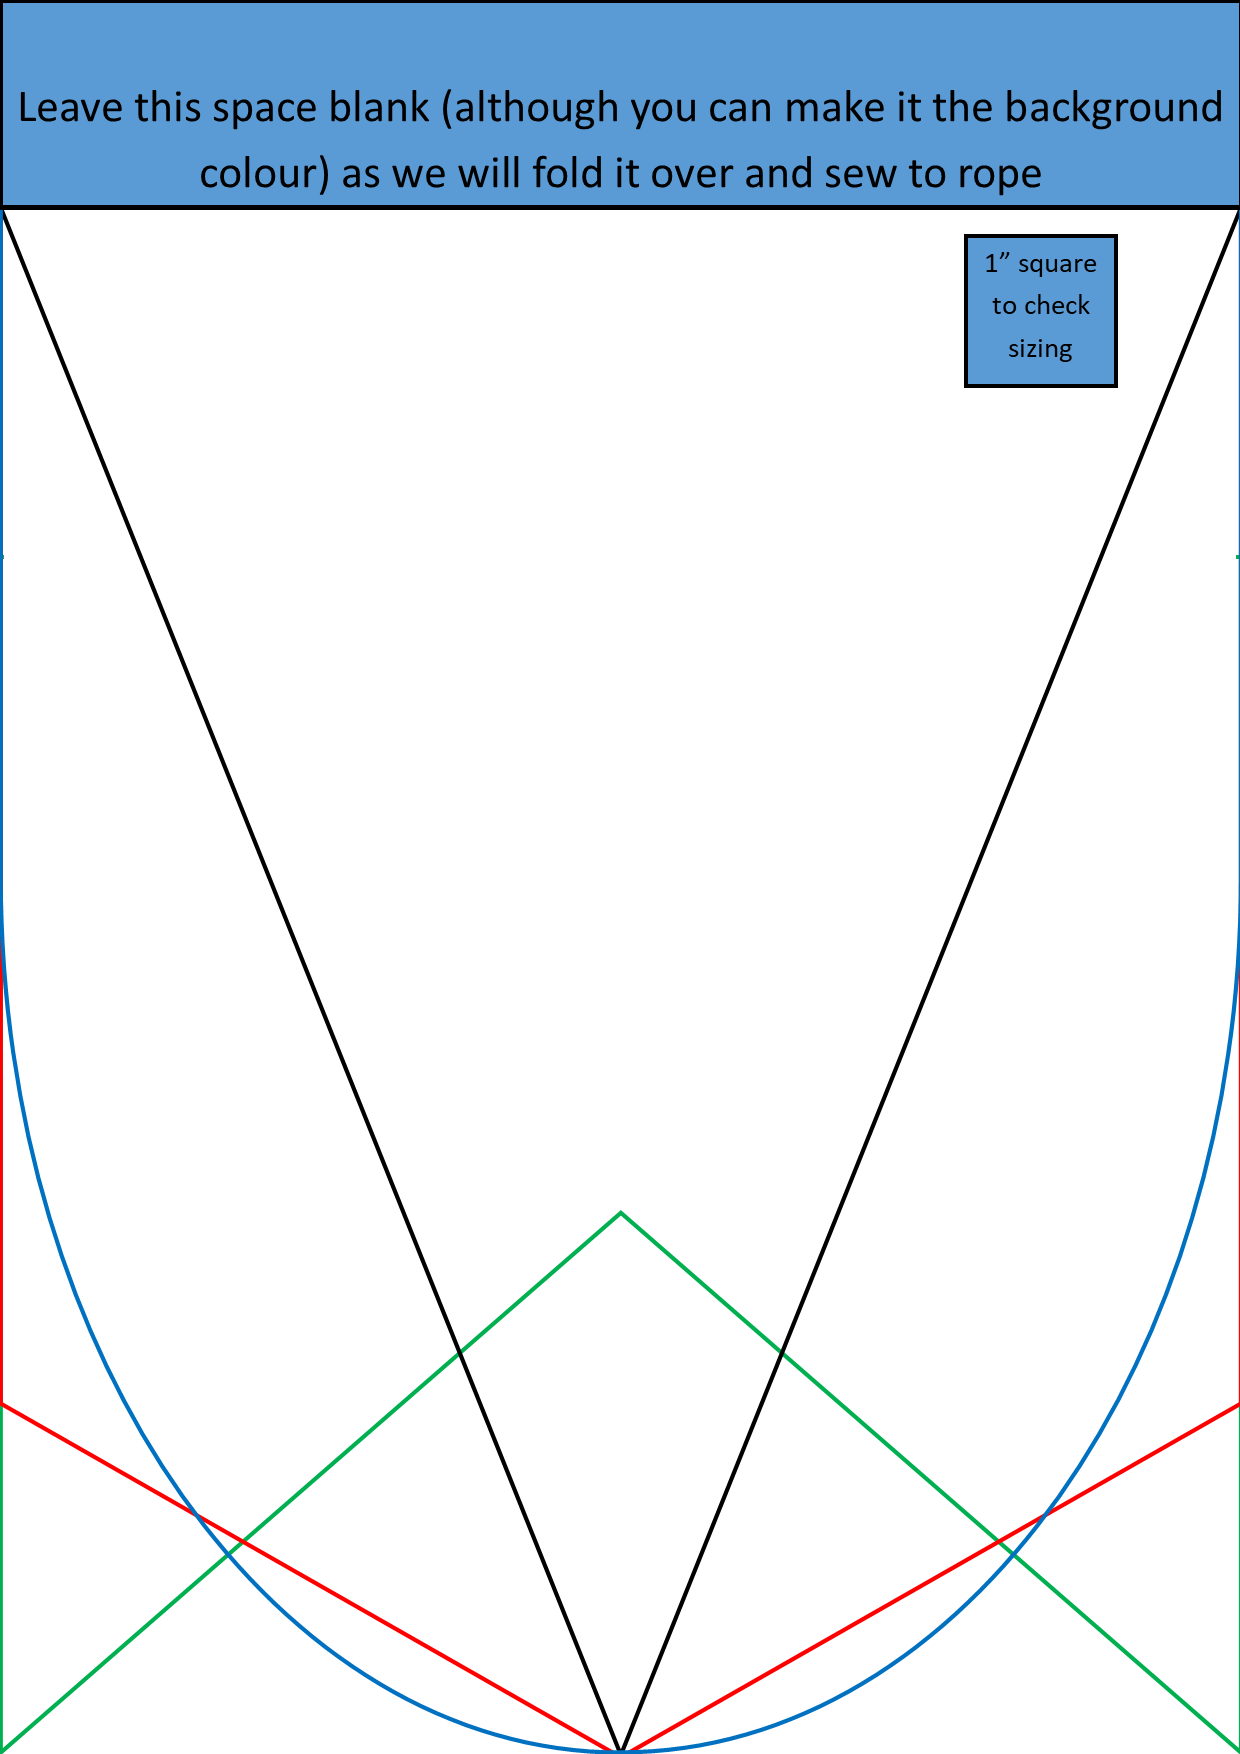 Leave this space blank (although you can make it the background
colour) as we will fold it over and sew to rope
1” square
to check
sizing